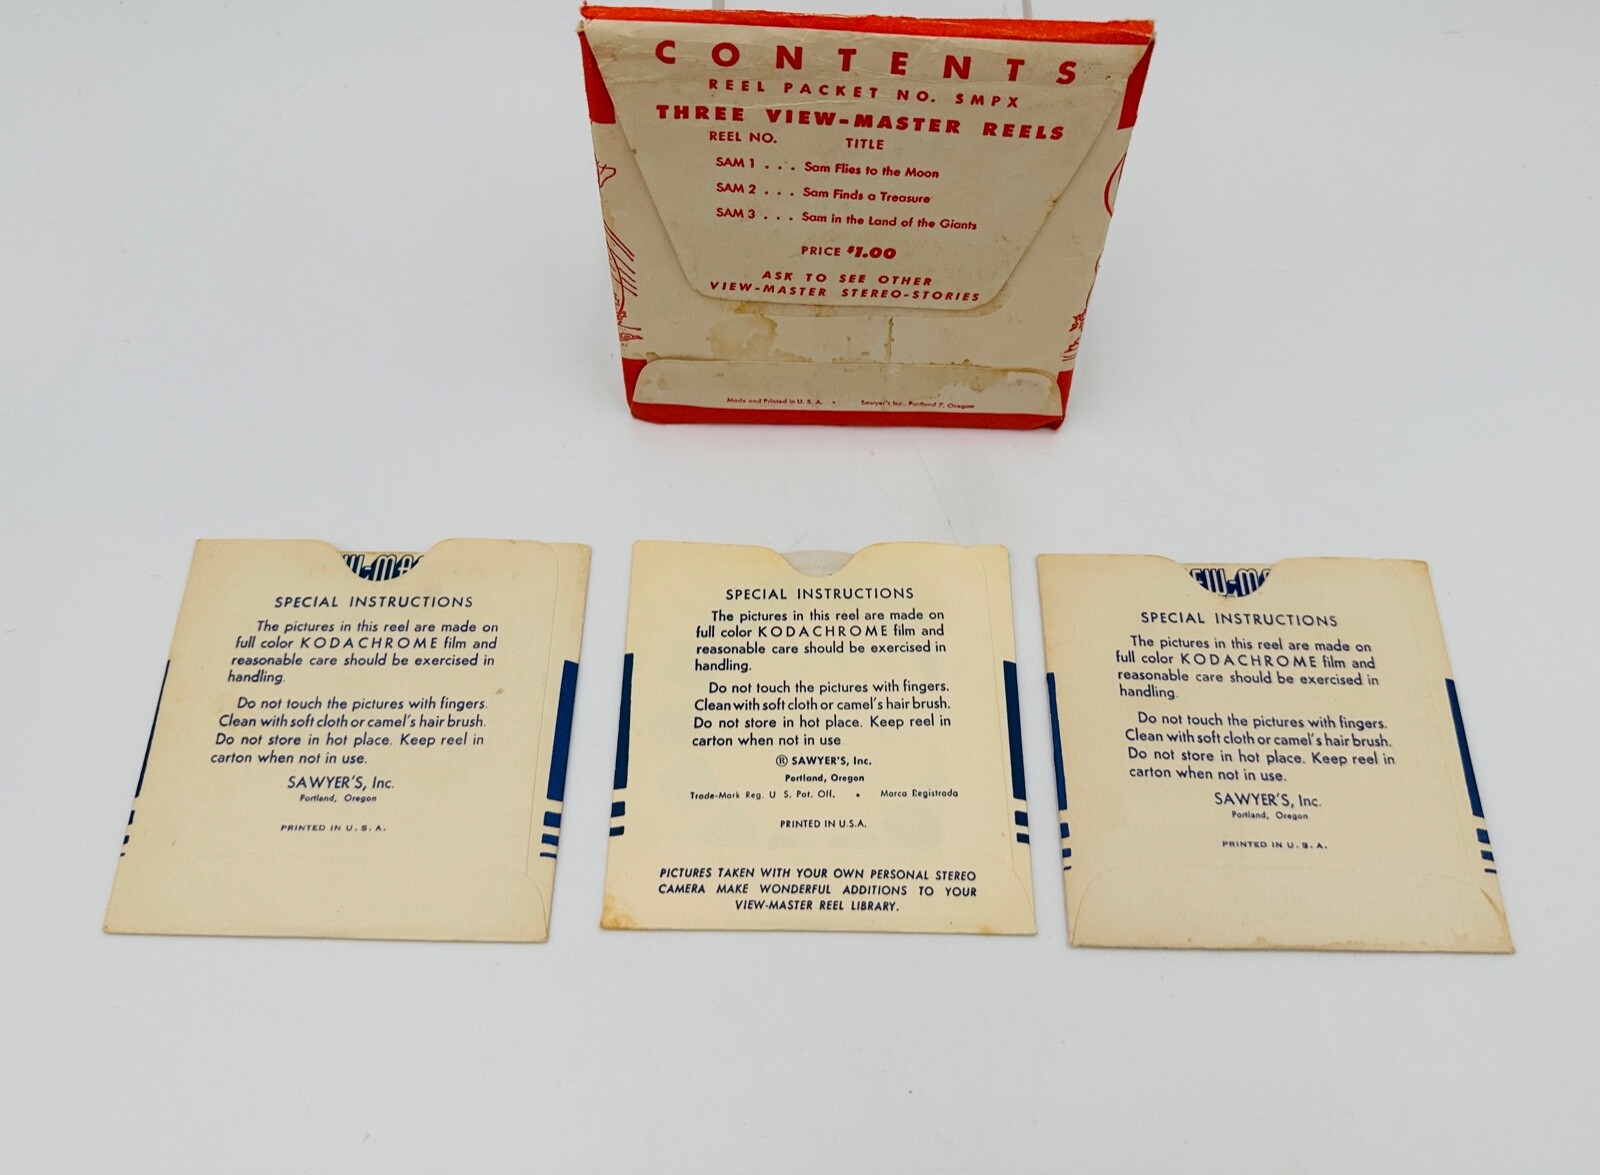 CONTENTS
REEL PACKET NO. SMPX
THREE VIEW-MASTER REELS
REEL NO. TITLE
SAM 1 . . . Sam Flies to the Moon
SAM 2 . . . Sam Finds a Treasure
SAM 3 . . . Sam in the Land of the Giants
PRICE $1.00
ASK TO SEE OTHER
VIEW-MASTER STEREO-STORIES
Made and Printed in U. S. A. • Sawyer's Inc., Portland 7, Oregon
SPECIAL INSTRUCTIONS
The pictures in this reel are made on
full color KODACHROME film and
reasonable care should be exercised in
handling.
Do not touch the pictures with fingers.
Clean with soft cloth or camel's hair brush.
Do not store in hot place. Keep reel in
carton when not in use.
SAWYER'S, Inc.
Portland, Oregon
PRINTED IN U. S. A.
SPECIAL INSTRUCTIONS
The pictures in this reel are made on
full color KODACHROME film and
reasonable care should be exercised in
handling.
Do not touch the pictures with fingers.
Clean with soft cloth or camel's hair brush.
Do not store in hot place. Keep reel in
carton when not in use
® SAWYER'S, Inc.
Portland, Oregon
Trade-Mark Reg. U S. Pat. Off. • Marca Registrada
PRINTED IN U.S.A.
PICTURES TAKEN WITH YOUR OWN PERSONAL STEREO
CAMERA MAKE WONDERFUL ADDITIONS TO YOUR
VIEW-MASTER REEL LIBRARY.
SPECIAL INSTRUCTIONS
The pictures in this reel are made on
full color KODACHROME film and
reasonable care should be exercised in
handling.
Do not touch the pictures with fingers.
Clean with soft cloth or camel's hair brush.
Do not store in hot place. Keep reel in
carton when not in use.
SAWYER'S, Inc.
Portland, Oregon
PRINTED IN U. S. A.